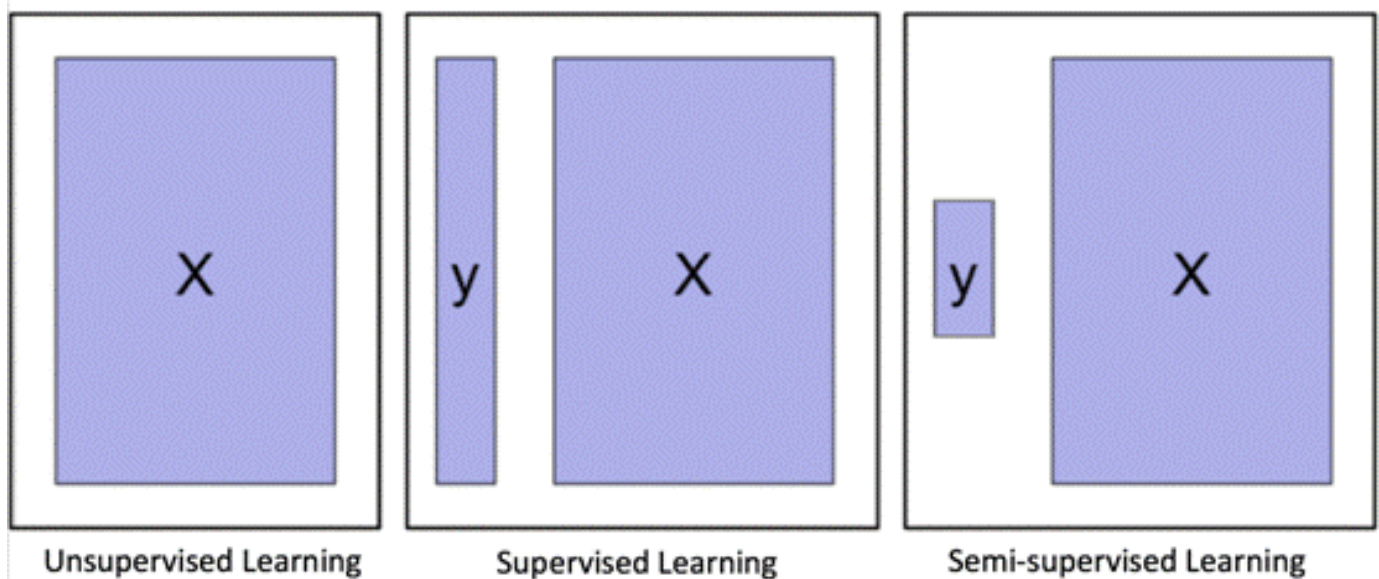 X
Unsupervised Learning
y
X
Supervised Learning
y
X
Semi-supervised Learning